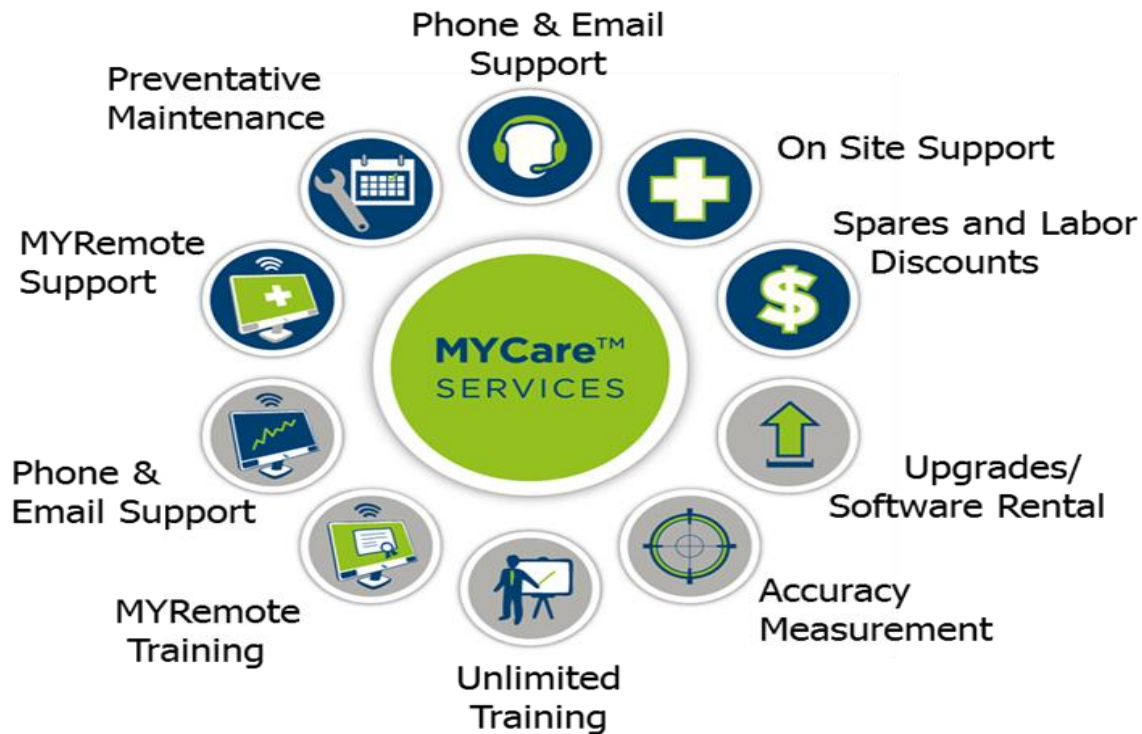 Phone & Email
Support
Preventative
Maintenance
On Site Support
Spares and Labor
Discounts
MYRemote
Support
MYCare™
SERVICES
Phone &
Email Support
Upgrades/
Software Rental
MYRemote
Training
Accuracy
Measurement
Unlimited
Training